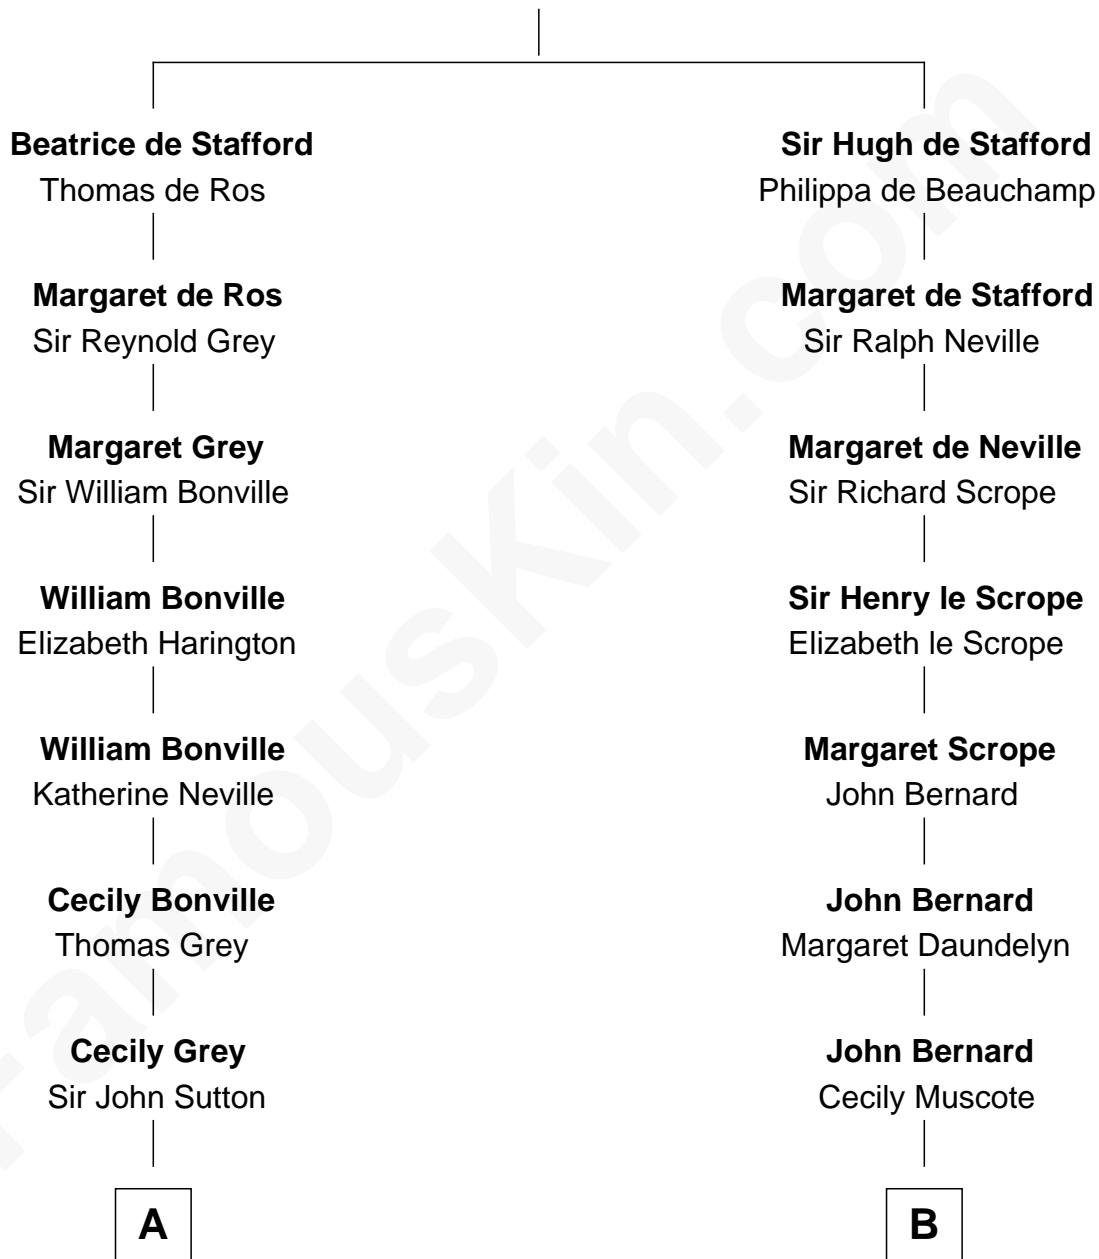 Beatrice de Stafford
Thomas de Ros
Margaret de Ros
Sir Reynold Grey
Margaret Grey
Sir William Bonville
William Bonville
Elizabeth Harington
William Bonville
Katherine Neville
Cecily Bonville
Thomas Grey
Cecily Grey
Sir John Sutton
A
Sir Hugh de Stafford
Philippa de Beauchamp
Margaret de Stafford
Sir Ralph Neville
Margaret de Neville
Sir Richard Scrope
Sir Henry le Scrope
Elizabeth le Scrope
Margaret Scrope
John Bernard
John Bernard
Margaret Daundelyn
John Bernard
Cecily Muscote
B
FamousKin.com